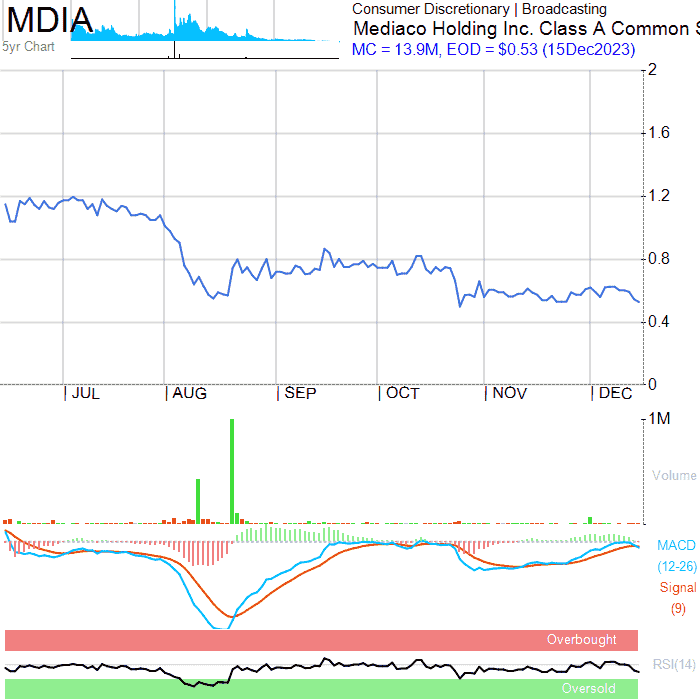 MDIA
5yr Chart
Consumer Discretionary | Broadcasting
Mediaco Holding Inc. Class A Common S
MC = 13.9M, EOD = $0.53 (15Dec2023)
2
1.6
1.2
0.8
0.4
0
JUL
AUG
SEP
OCT
NOV
DEC
1M
Volume
MACD
(12-26)
Signal
(9)
Overbought
RSI(14)
Oversold